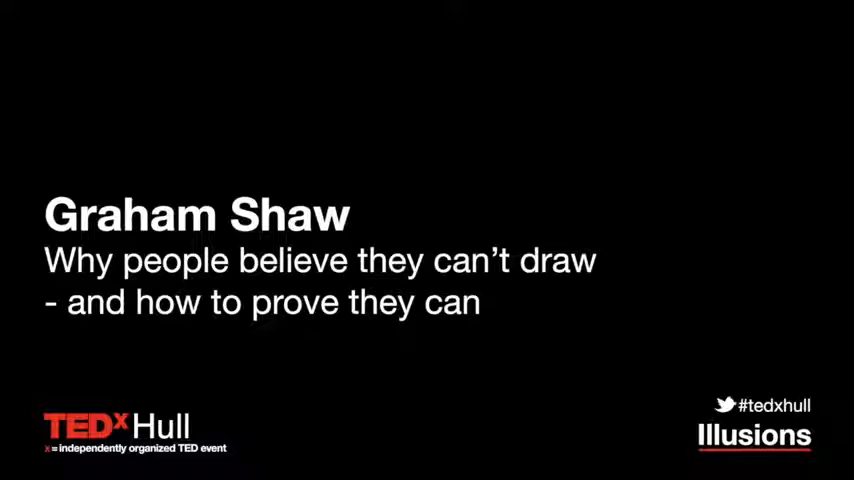 Graham Shaw
Why people believe they can’t draw
- and how to prove they can
TEDx Hull
x = independently organized TED event
#tedxhull
Illusions